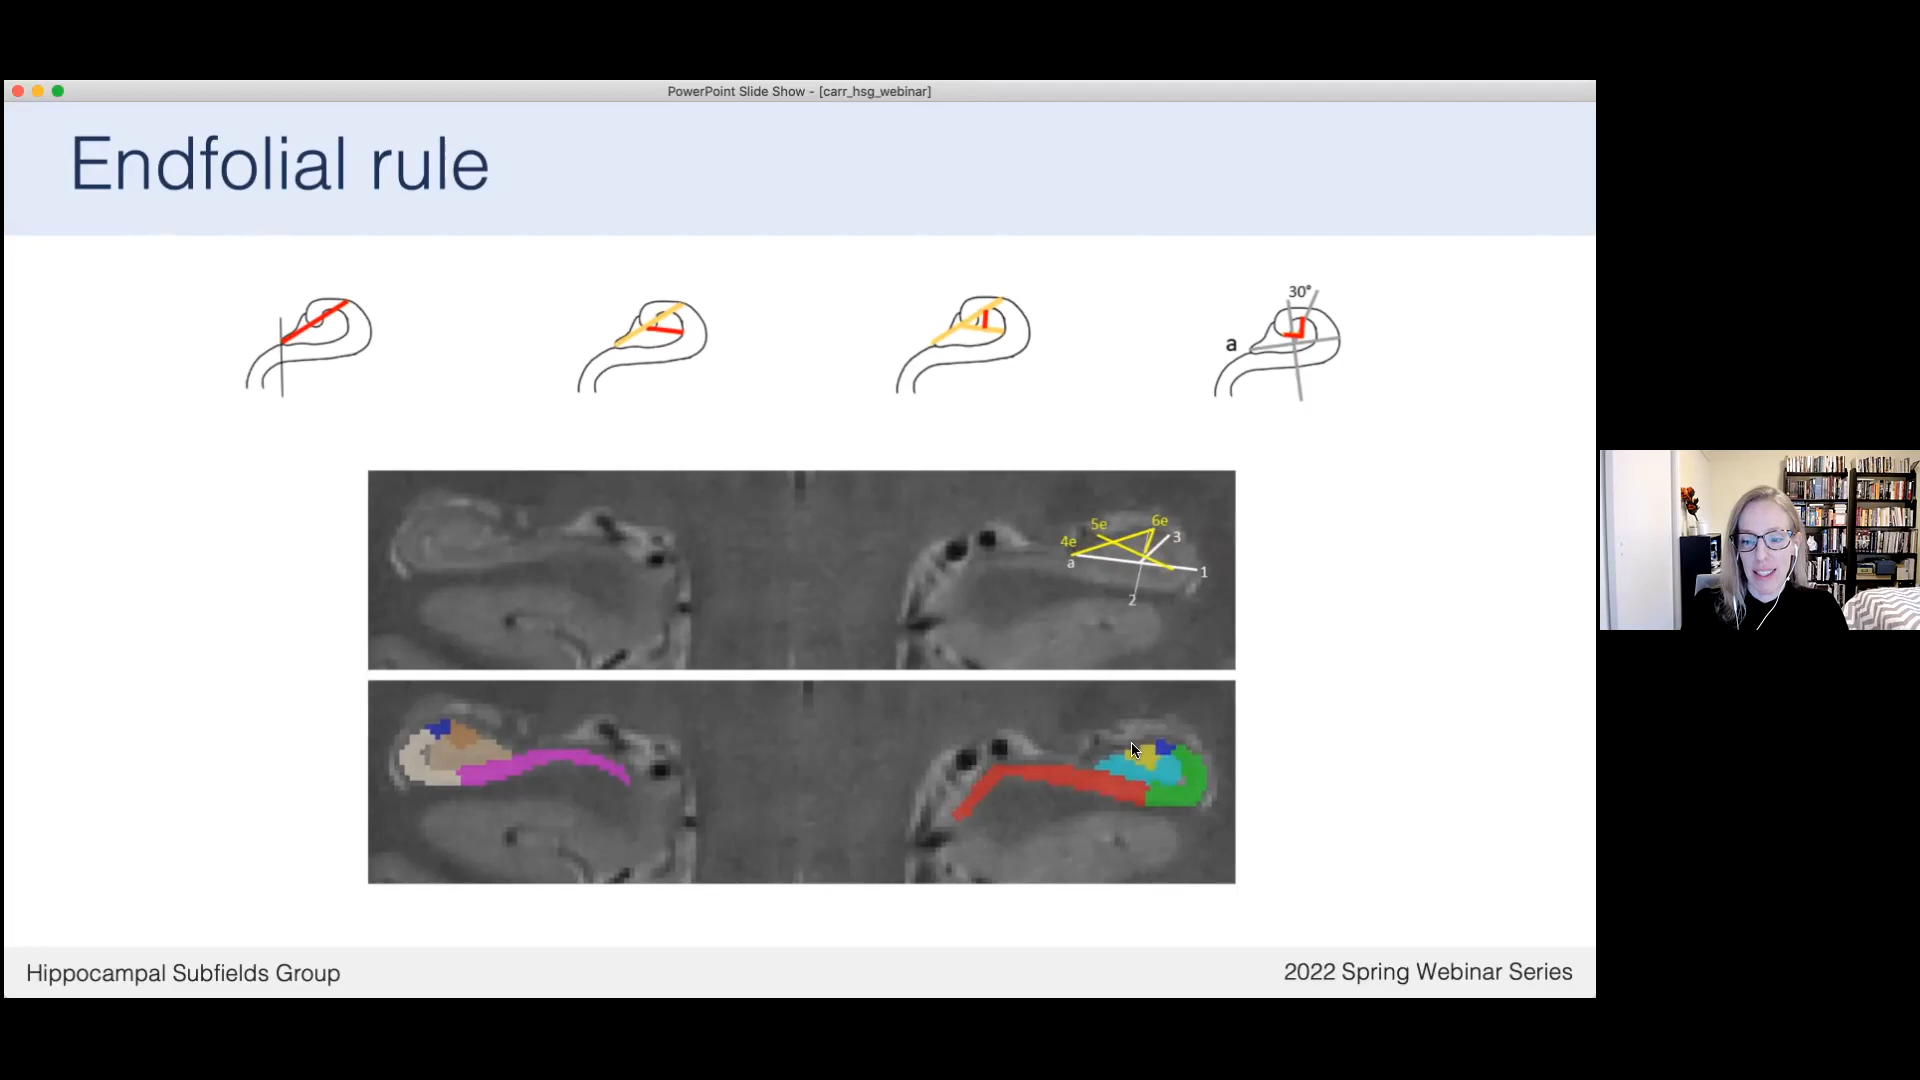 PowerPoint Slide Show - [carr_hsg_webinar]
Endfolial rule
30°
a
5e
6e
4e
3
a
1
2
Hippocampal Subfields Group
2022 Spring Webinar Series